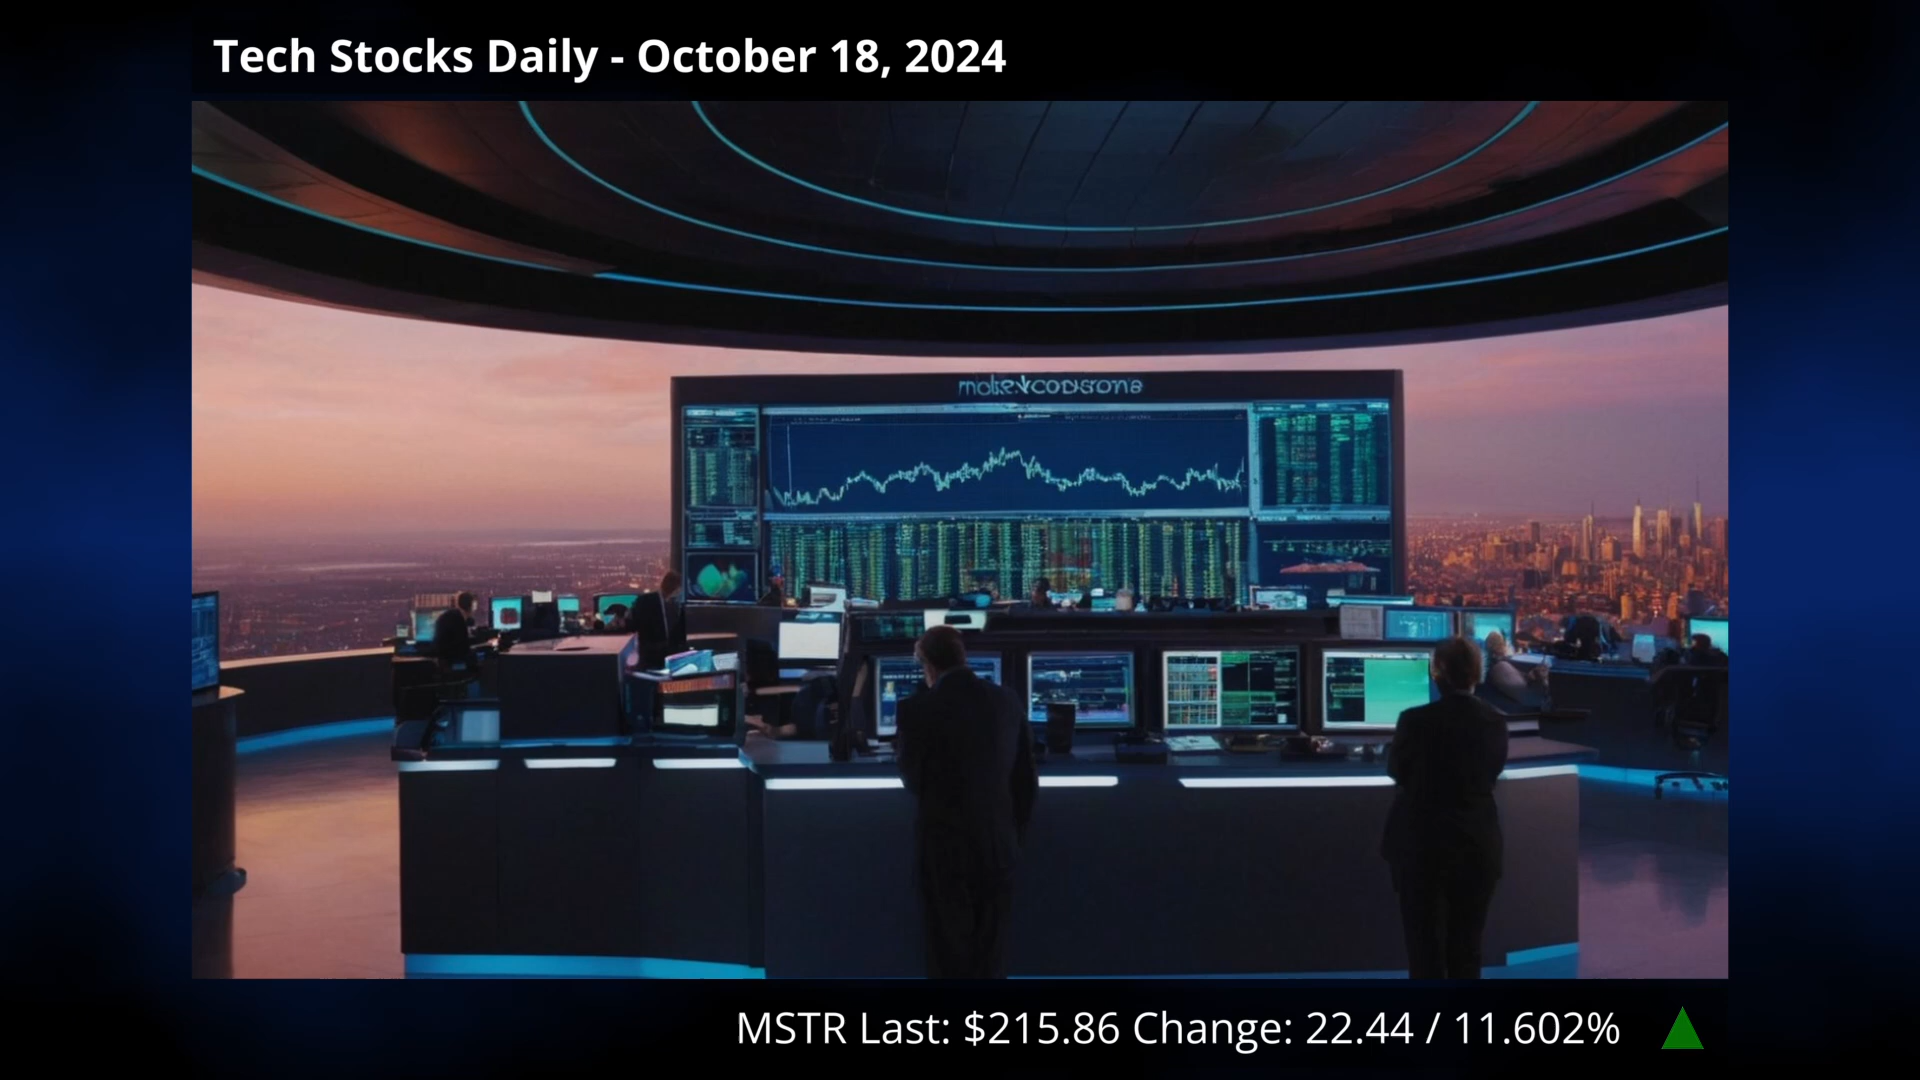 Tech Stocks Daily - October 18, 2024
MSTR Last: $215.86 Change: 22.44 / 11.602%